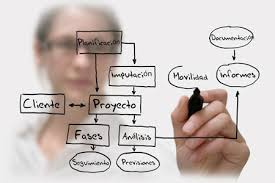 Planificación
Documentación
Imputación
Movilidad
Informes
Cliente
Proyecto
Fases
Análisis
Seguimiento
Previsiones